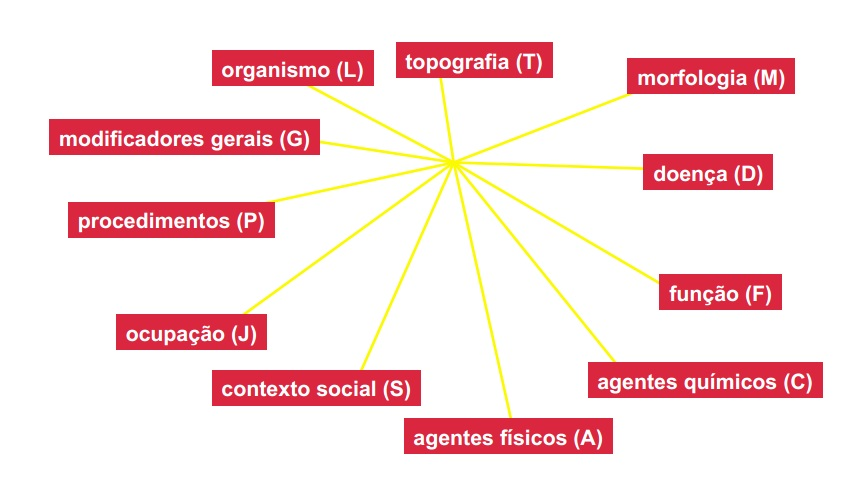 topografia (T)
organismo (L)
morfologia (M)
modificadores gerais (G)
doença (D)
procedimentos (P)
função (F)
ocupação (J)
agentes químicos (C)
contexto social (S)
agentes físicos (A)